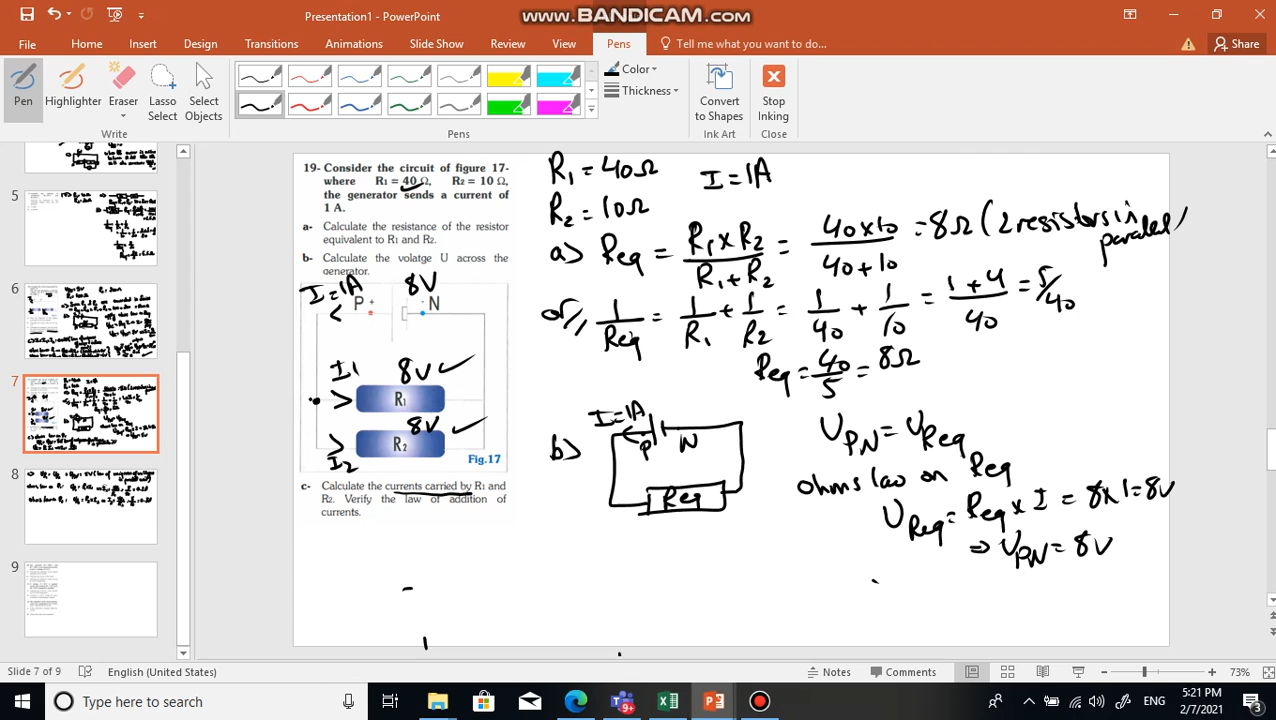 Presentation1 - PowerPoint
www.BANDICAM.com
File Home Insert Design Transitions Animations Slide Show Review View Pens Tell me what you want to do... Share
Pen
Highlighter
Eraser
Lasso Select
Select Objects
Color
Thickness
Convert to Shapes
Stop Inking
Write
Pens
Ink Art
Close
5
6
7
8
9
19- Consider the circuit of figure 17-
where R1 = 40 Ω, R2 = 10 Ω,
the generator sends a current of
1 A.
a- Calculate the resistance of the resistor
equivalent to R1 and R2.
b- Calculate the volatge U across the
generator.
I=1A 8V
< P + - N
I1 8V ✓
> R1
8V ✓
> R2
I2 Fig.17
c- Calculate the currents carried by R1 and
R2. Verify the law of addition of
currents.
R1 = 40Ω I = 1A
R2 = 10Ω
a> Req = R1 x R2 / R1 + R2 = 40x10 / 40+10 = 8Ω (2 resistors in parallel)
or,, 1/Req = 1/R1 + 1/R2 = 1/40 + 1/10 = 1+4 / 40 = 5/40
Req = 40/5 = 8Ω
b> I=1A P N Req
UPN = UReq
ohms law on Req
UReq = Req x I = 8x1 = 8V
⇒ UPN = 8V
Slide 7 of 9 English (United States) Notes Comments 73%
Type here to search
9+
ENG
5:21 PM
2/7/2021
3